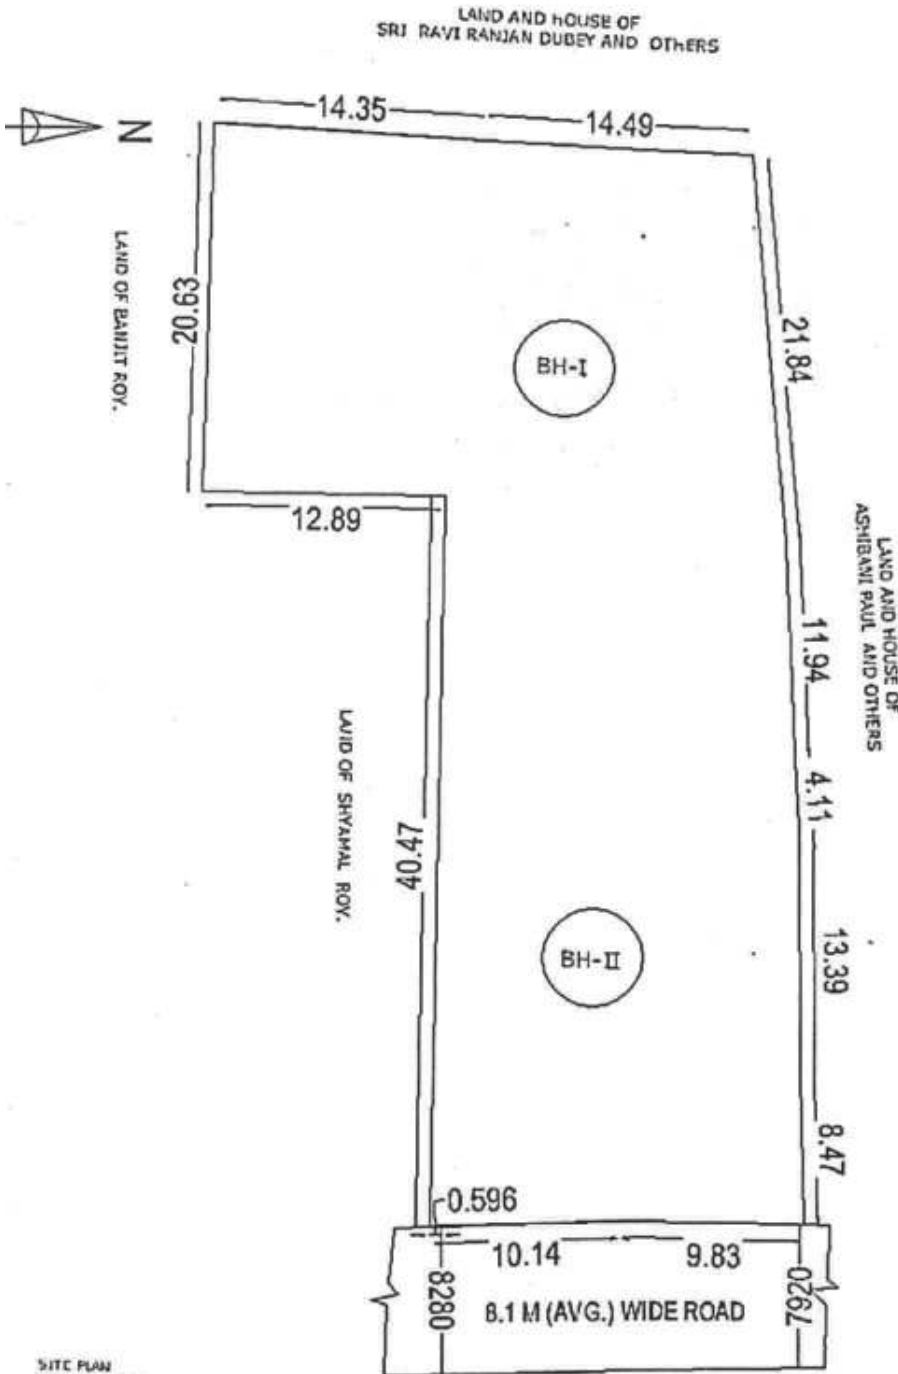 LAND AND HOUSE OF
SRI RAVI RANJAN DUBEY AND OTHERS
14.35
14.49
N
LAND OF BANJIT ROY.
20.63
BH-I
21.84
12.89
LAND AND HOUSE OF
ASHIBANI PAUL AND OTHERS
11.94
LAND OF SHYAMAL ROY.
4.11
40.47
BH-II
13.39
8.47
0.596
10.14
9.83
8280
8.1 M (AVG.) WIDE ROAD
7920
SITE PLAN